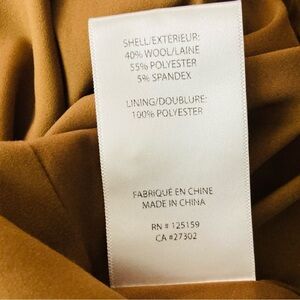 SHELL/EXTERIEUR:
40% WOOL/LAINE
55% POLYESTER
5% SPANDEX
LINING/DOUBLURE:
100% POLYESTER
FABRIQUÉ EN CHINE
MADE IN CHINA
RN # 125159
CA #27302